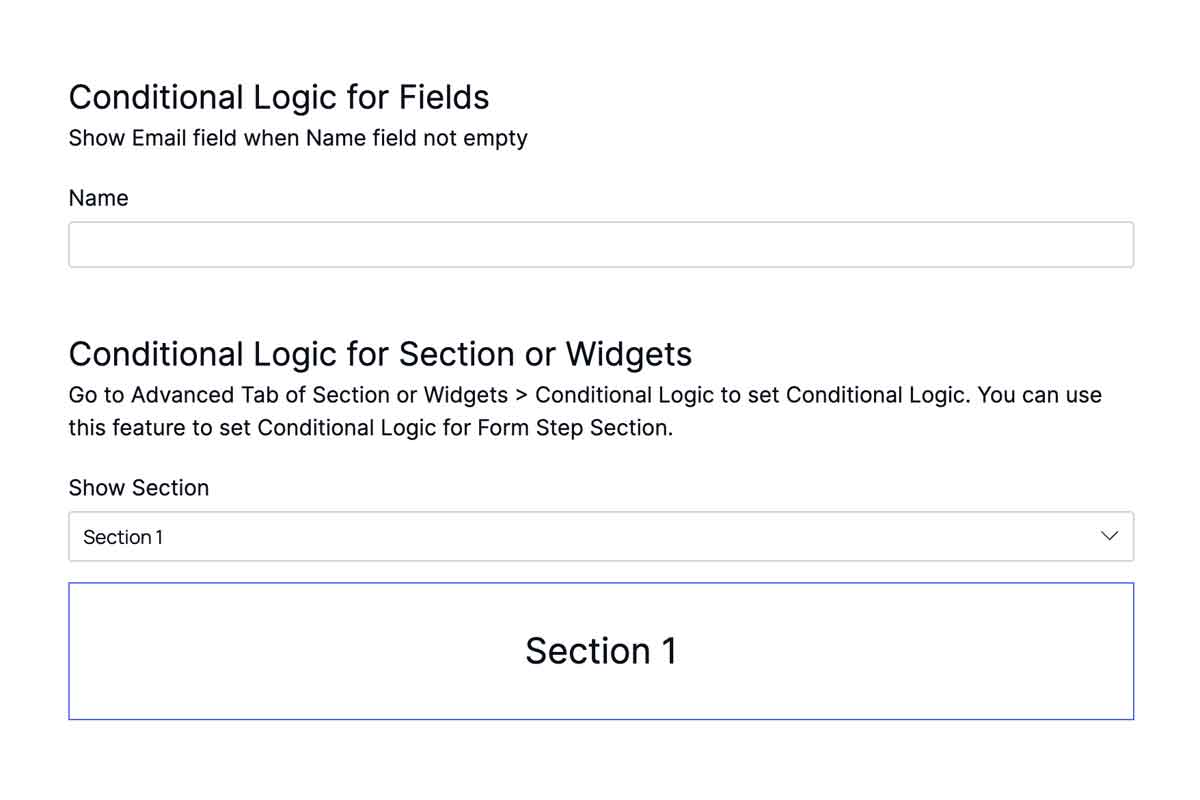 Conditional Logic for Fields
Show Email field when Name field not empty
Name
Conditional Logic for Section or Widgets
Go to Advanced Tab of Section or Widgets > Conditional Logic to set Conditional Logic. You can use
this feature to set Conditional Logic for Form Step Section.
Show Section
Section 1
Section 1